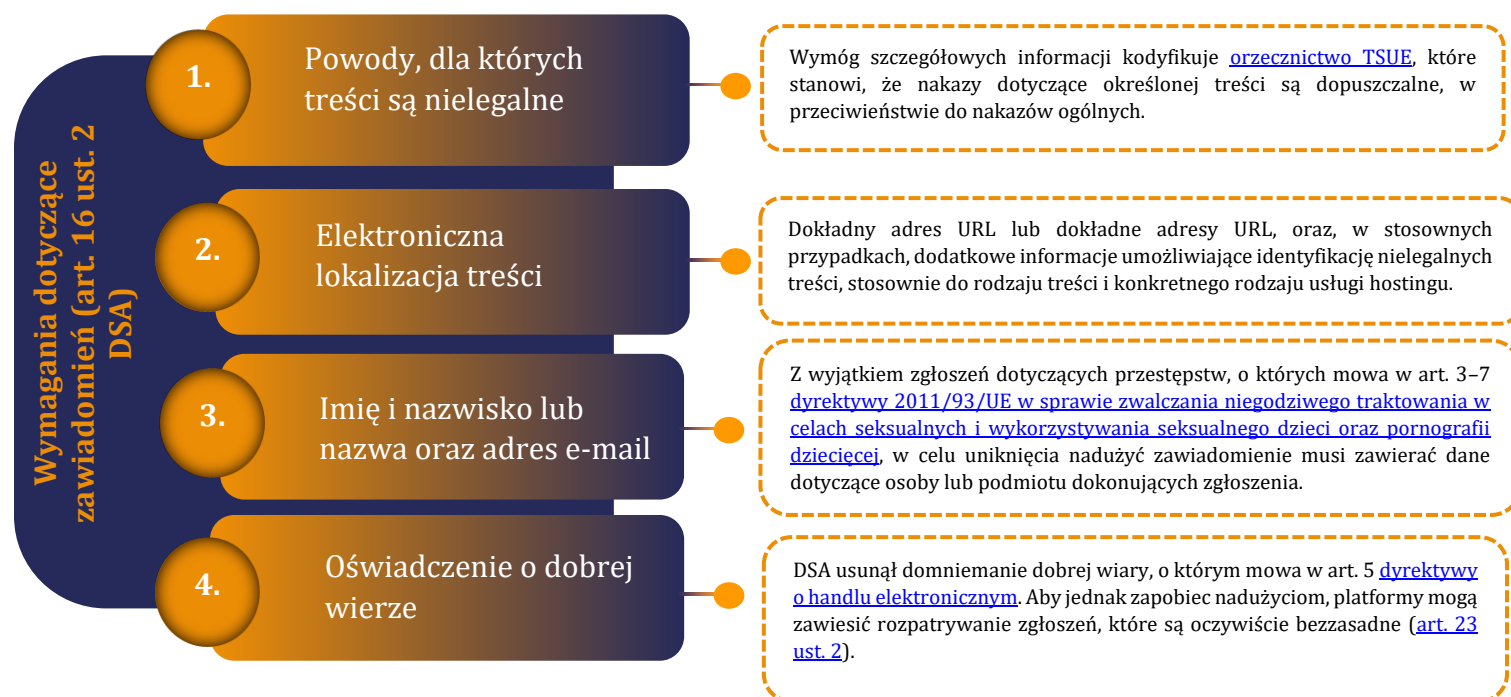 Wymagania dotyczące
zawiadomień (art. 16 ust. 2
DSA)
1.
Powody, dla których
treści są nielegalne
Wymóg szczegółowych informacji kodyfikuje orzecznictwo TSUE, które
stanowi, że nakazy dotyczące określonej treści są dopuszczalne, w
przeciwieństwie do nakazów ogólnych.
2.
Elektroniczna
lokalizacja treści
Dokładny adres URL lub dokładne adresy URL, oraz, w stosownych
przypadkach, dodatkowe informacje umożliwiające identyfikację nielegalnych
treści, stosownie do rodzaju treści i konkretnego rodzaju usługi hostingu.
3.
Imię i nazwisko lub
nazwa oraz adres e-mail
Z wyjątkiem zgłoszeń dotyczących przestępstw, o których mowa w art. 3–7
dyrektywy 2011/93/UE w sprawie zwalczania niegodziwego traktowania w
celach seksualnych i wykorzystywania seksualnego dzieci oraz pornografii
dziecięcej, w celu uniknięcia nadużyć zawiadomienie musi zawierać dane
dotyczące osoby lub podmiotu dokonujących zgłoszenia.
4.
Oświadczenie o dobrej
wierze
DSA usunął domniemanie dobrej wiary, o którym mowa w art. 5 dyrektywy
o handlu elektronicznym. Aby jednak zapobiec nadużyciom, platformy mogą
zawiesić rozpatrywanie zgłoszeń, które są oczywiście bezzasadne (art. 23
ust. 2).